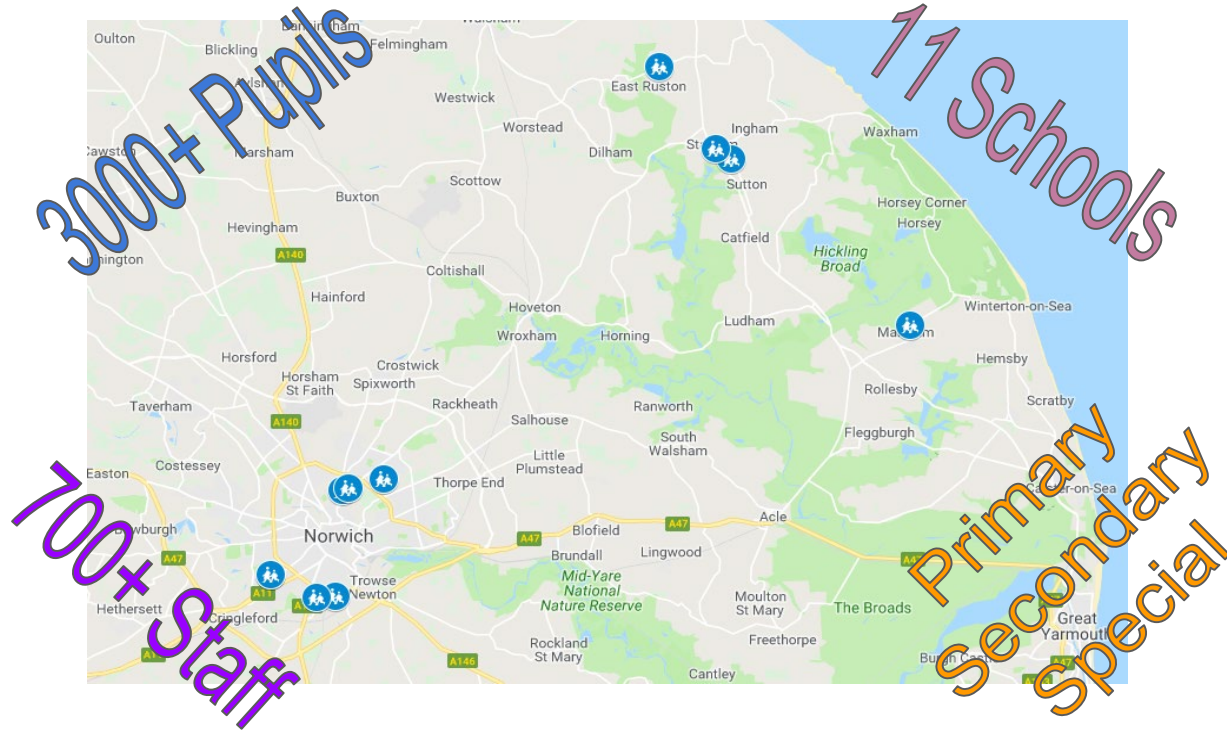 3000+ Pupils
11 Schools
700+ Staff
Primary
Secondary
Special
Oulton
Blickling
Felmingham
East Ruston
Westwick
Worstead
Ingham
Waxham
Marsham
Dilham
Scottow
Sutton
Buxton
Horsey Corner
Horsey
Hevingham
Catfield
A140
Hickling
Broad
Coltishall
Hainford
Hoveton
Winterton-on-Sea
Ludham
Wroxham
Horning
Horsford
Hemsby
Crostwick
Horsham
St Faith
Spixworth
Rollesby
Taverham
Rackheath
Ranworth
Scratby
Salhouse
A140
Fleggburgh
South
Walsham
Little
Plumstead
Costessey
Easton
Thorpe End
Acle
A47
Blofield
Norwich
A47
A47
Brundall
Lingwood
Mid-Yare
National
Nature Reserve
Trowse
Newton
A11
Moulton
St Mary
The Broads
Hethersett
Cringleford
Great
Yarmouth
Freethorpe
Rockland
St Mary
A146
A47
Cantley